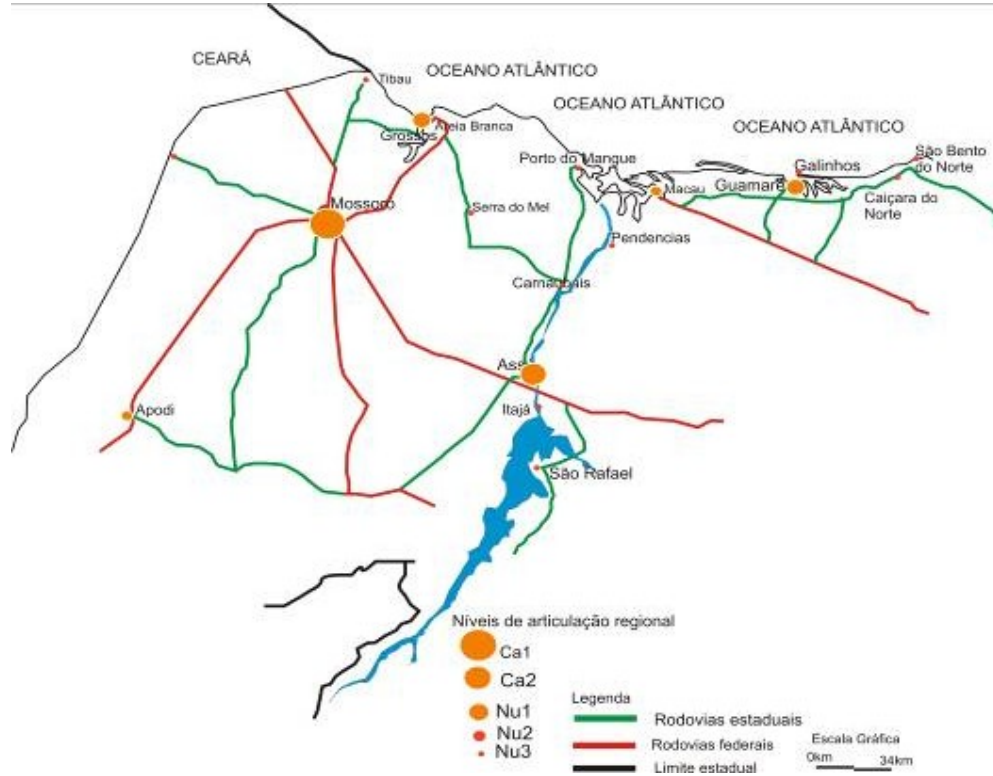 CEARÁ
OCEANO ATLÂNTICO
Tibau
OCEANO ATLÂNTICO
OCEANO ATLÂNTICO
Areia Branca
Grossos
São Bento
do Norte
Porto do Mangue
Galinhos
Guamaré
Macau
Caiçara do
Norte
Mossoro
Serra do Mel
Pendencias
Carnaubais
Itajá
Apodi
São Rafael
Níveis de articulação regional
Ca1
Ca2
Nu1
Nu2
Nu3
Legenda
Rodovias estaduais
Rodovias federais
Limite estadual
Escala Gráfica
0km
34km